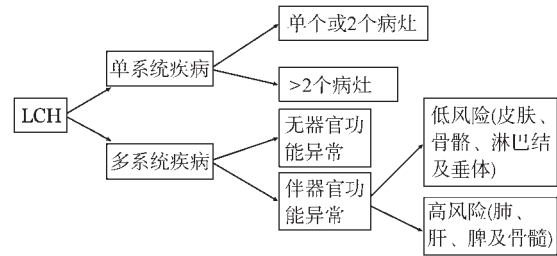 LCH
单系统疾病
单个或2个病灶
>2个病灶
多系统疾病
无器官功
能异常
伴器官功
能异常
低风险(皮肤、
骨骼、淋巴结
及垂体)
高风险(肺、
肝、脾及骨髓)